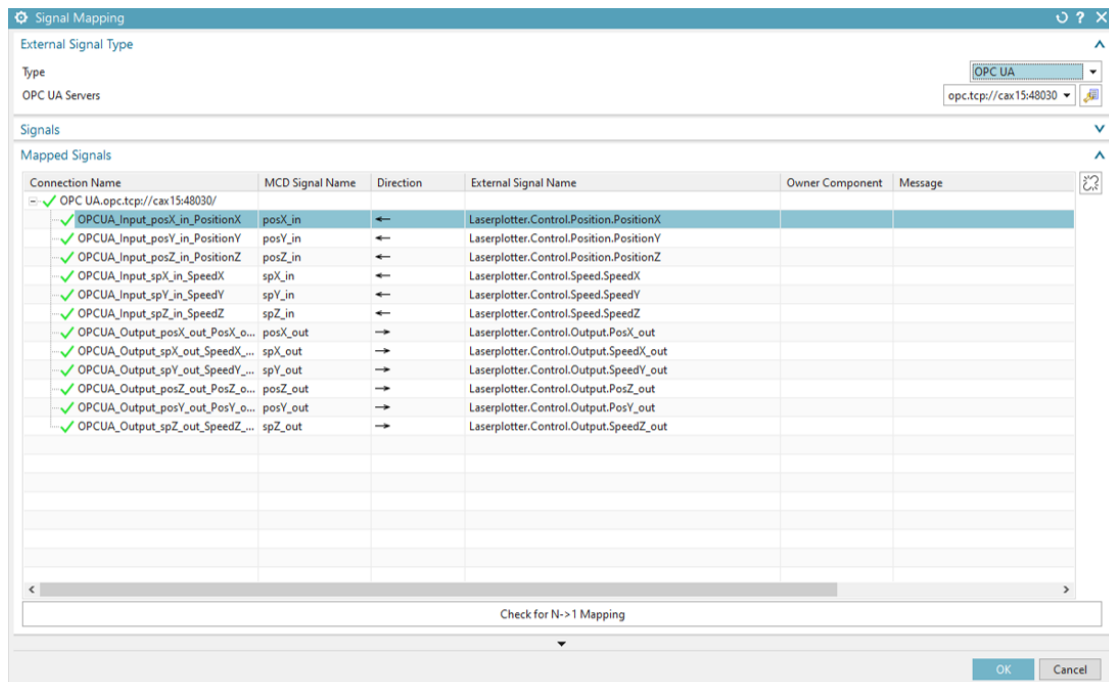 Signal Mapping
External Signal Type
Type OPC UA
OPC UA Servers opc.tcp://cax15:48030
Signals
Mapped Signals
Connection Name MCD Signal Name Direction External Signal Name Owner Component Message
OPC UA.opc.tcp://cax15:48030/
OPCUA_Input_posX_in_PositionX posX_in ← Laserplotter.Control.Position.PositionX
OPCUA_Input_posY_in_PositionY posY_in ← Laserplotter.Control.Position.PositionY
OPCUA_Input_posZ_in_PositionZ posZ_in ← Laserplotter.Control.Position.PositionZ
OPCUA_Input_spX_in_SpeedX spX_in ← Laserplotter.Control.Speed.SpeedX
OPCUA_Input_spY_in_SpeedY spY_in ← Laserplotter.Control.Speed.SpeedY
OPCUA_Input_spZ_in_SpeedZ spZ_in ← Laserplotter.Control.Speed.SpeedZ
OPCUA_Output_posX_out_PosX_o... posX_out → Laserplotter.Control.Output.PosX_out
OPCUA_Output_spX_out_SpeedX_... spX_out → Laserplotter.Control.Output.SpeedX_out
OPCUA_Output_spY_out_SpeedY_... spY_out → Laserplotter.Control.Output.SpeedY_out
OPCUA_Output_posZ_out_PosZ_o... posZ_out → Laserplotter.Control.Output.PosZ_out
OPCUA_Output_posY_out_PosY_o... posY_out → Laserplotter.Control.Output.PosY_out
OPCUA_Output_spZ_out_SpeedZ_... spZ_out → Laserplotter.Control.Output.SpeedZ_out
Check for N->1 Mapping
OK Cancel